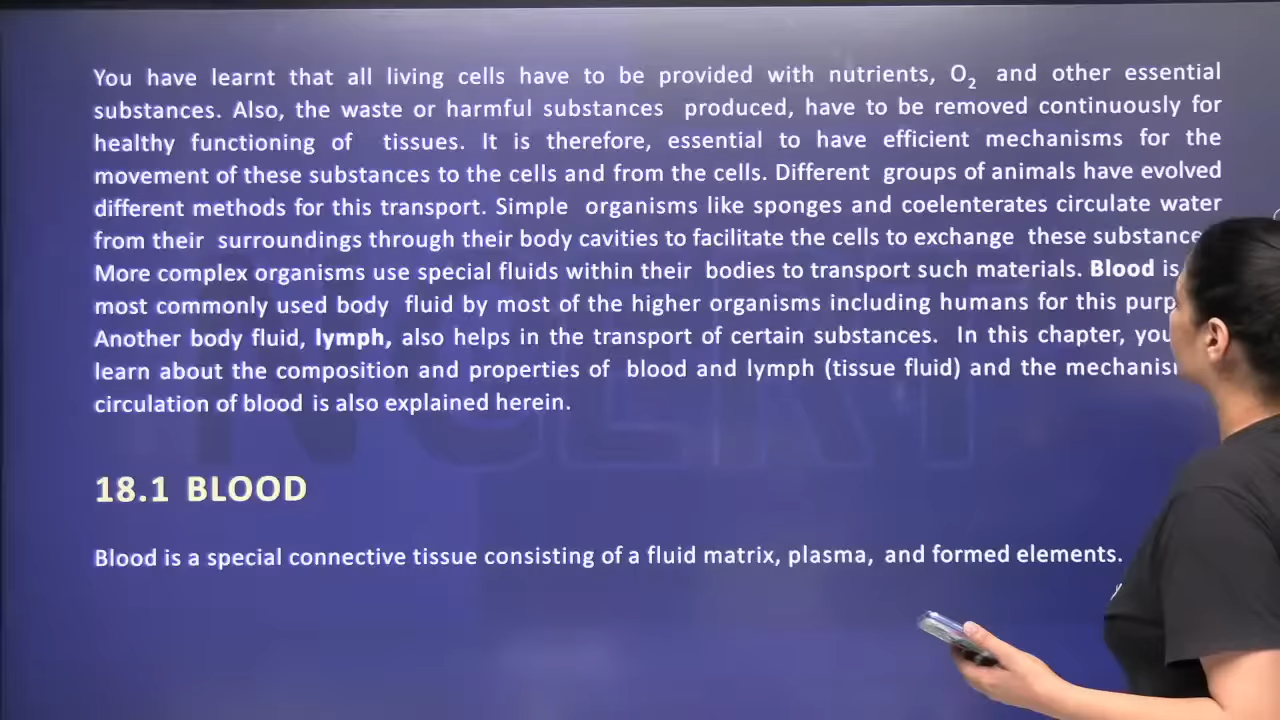 You have learnt that all living cells have to be provided with nutrients, O₂ and other essential
substances. Also, the waste or harmful substances produced, have to be removed continuously for
healthy functioning of tissues. It is therefore, essential to have efficient mechanisms for the
movement of these substances to the cells and from the cells. Different groups of animals have evolved
different methods for this transport. Simple organisms like sponges and coelenterates circulate water
from their surroundings through their body cavities to facilitate the cells to exchange these
More complex organisms use special fluids within their bodies to transport such materials. Blood is
most commonly used body fluid by most of the higher organisms including humans for this
Another body fluid, lymph, also helps in the transport of certain substances. In this chapter, you
learn about the composition and properties of blood and lymph (tissue fluid) and the
circulation of blood is also explained herein.
18.1 BLOOD
Blood is a special connective tissue consisting of a fluid matrix, plasma, and formed elements.
NCERT